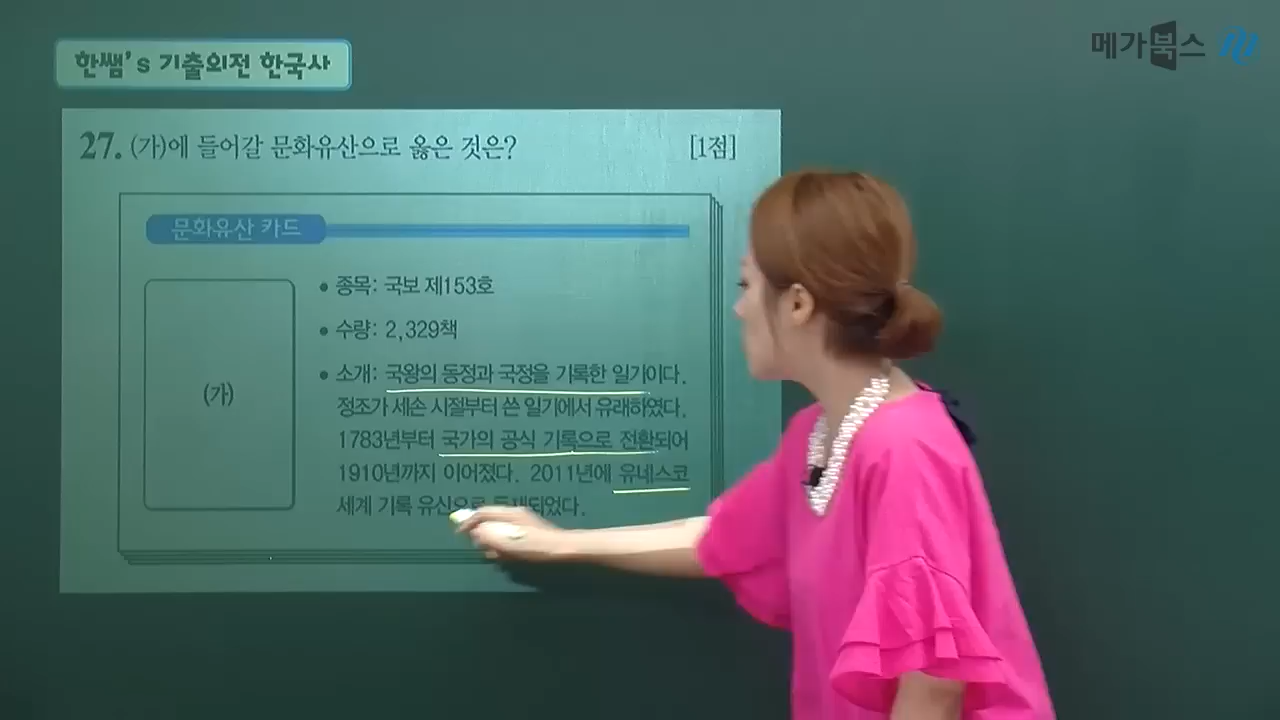 한쌤's 기출외전 한국사
메가북스
27. (가)에 들어갈 문화유산으로 옳은 것은? [1점]
문화유산 카드
(가)
• 종목: 국보 제153호
• 수량: 2,329책
• 소개: 국왕의 동정과 국정을 기록한 일기이다.
정조가 세손 시절부터 쓴 일기에서 유래하였다.
1783년부터 국가의 공식 기록으로 전환되어
1910년까지 이어졌다. 2011년에 유네스코
세계 기록 유산으로 등재되었다.